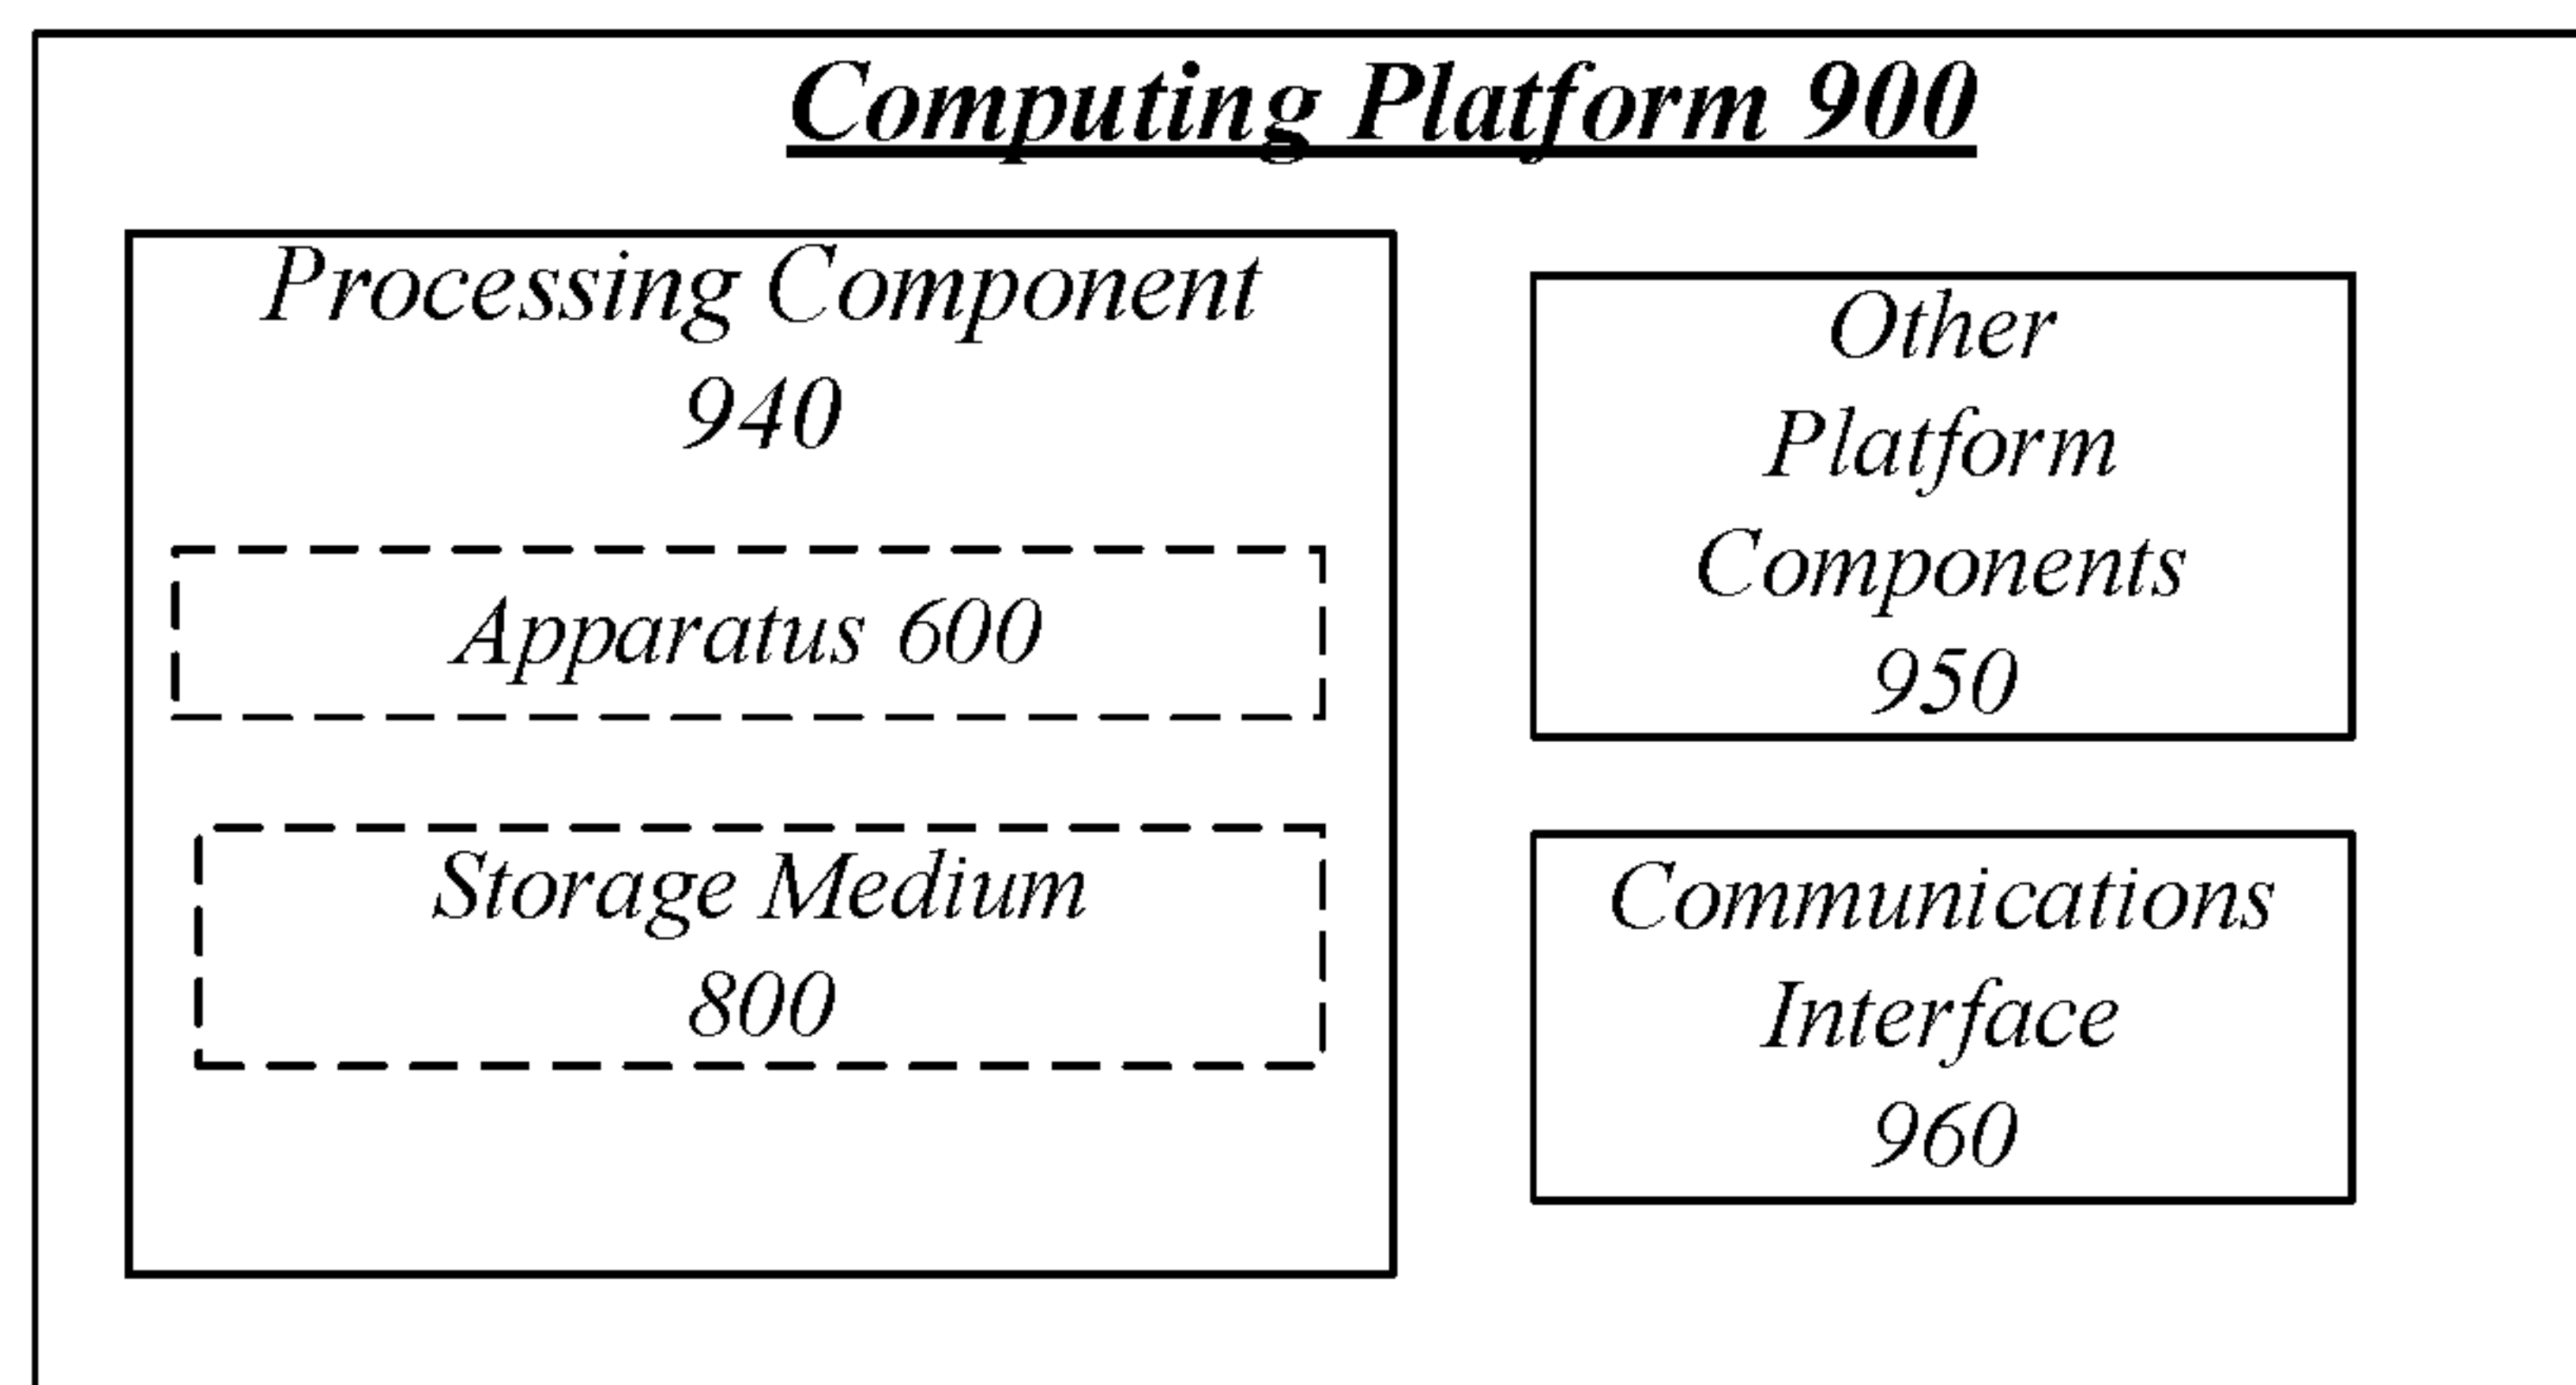 Computing Platform 900
Processing Component
940
Apparatus 600
Storage Medium
800
Other
Platform
Components
950
Communications
Interface
960